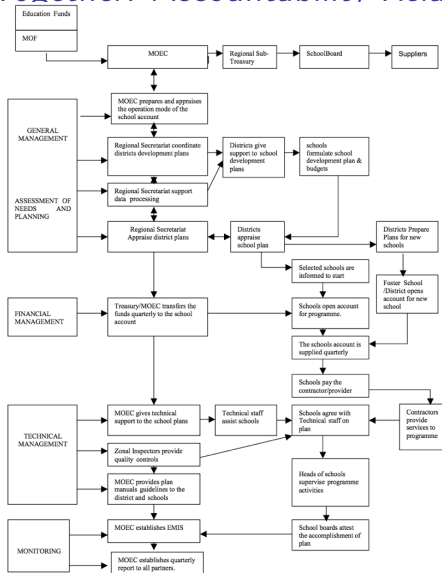 Education Funds
MOF
MOEC
Regional Sub-
Treasury
SchoolBoard
Suppliers
MOEC prepares and appraises
the operation mode of the
school account
GENERAL
MANAGEMENT
ASSESSMENT OF
NEEDS AND
PLANNING
Regional Secretariat coordinate
districts development plans
Districts give
support to school
development
plans
schools
formulate school
development plan &
budgets
Regional Secretariat support
data processing
Regional Secretariat
Appraise district plans
Districts
appraise
school plan
Districts Prepare
Plans for new
schools
Selected schools are
informed to start
Foster School
/District opens
account for new
school
FINANCIAL
MANAGEMENT
Treasury/MOEC transfers the
funds quarterly to the school
account
Schools open account
for programme.
The schools account is
supplied quarterly
Schools pay the
contractor/provider
TECHNICAL
MANAGEMENT
MOEC gives technical
support to the school plans
Technical staff
assist schools
Schools agree with
Technical staff on
plan
Contractors
provide
services to
programme
Zonal Inspectors provide
quality controls
MOEC provides plan
manuals guidelines to the
district and schools
Heads of schools
supervise programme
activities
MONITORING
MOEC establishes EMIS
School boards attest
the accomplishment of
plan
MOEC establishes quarterly
report to all partners.